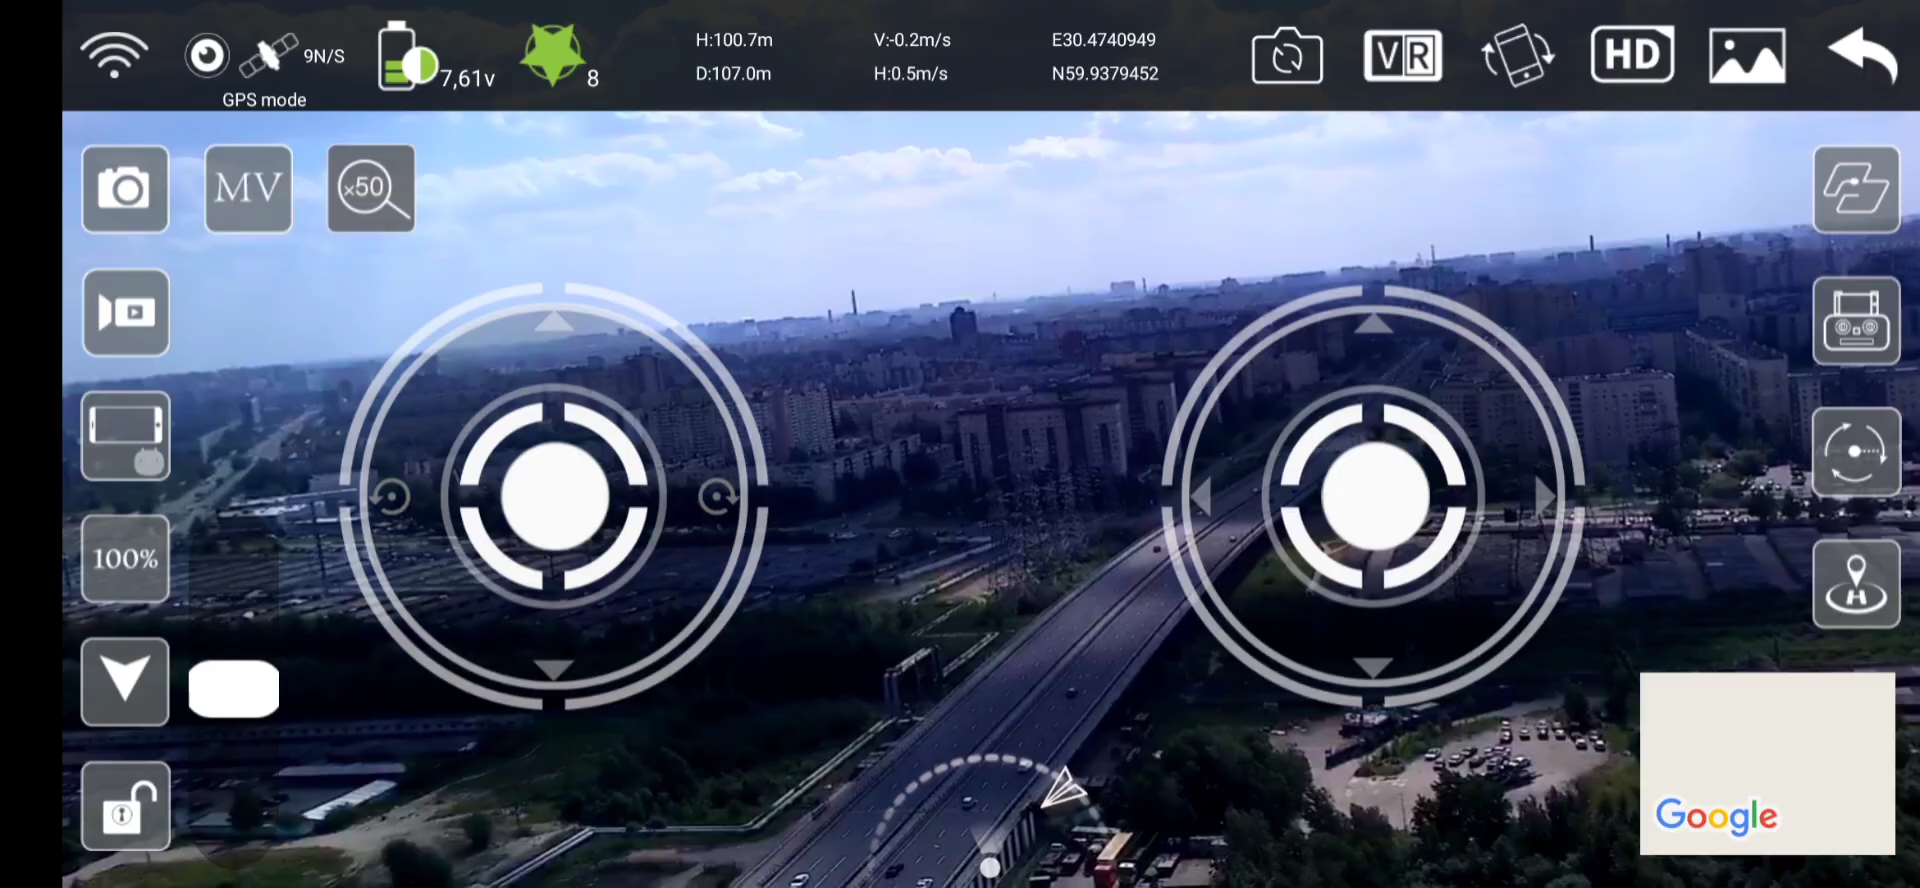 9N/S
GPS mode
7,61v
8
H:100.7m
D:107.0m
V:-0.2m/s
H:0.5m/s
E30.4740949
N59.9379452
VR
HD
MV
x50
100%
H
Google